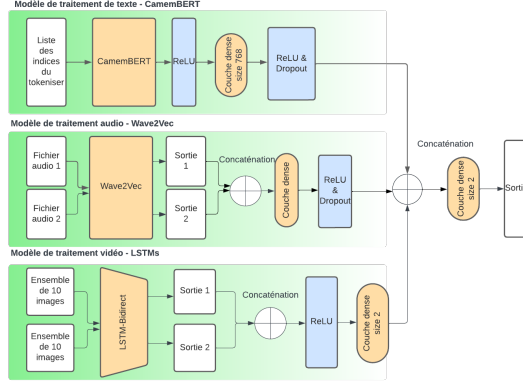 Modèle de traitement de texte - CamemBERT
Liste
des
indices
du
tokeniser
CamemBERT
ReLU
Couche dense
size 768
ReLU &
Dropout
Modèle de traitement audio - Wave2Vec
Fichier
audio 1
Fichier
audio 2
Wave2Vec
Sortie
1
Sortie
2
Concaténation
Couche dense
ReLU
&
Dropout
Concaténation
Couche dense
size 2
Sorti
Modèle de traitement vidéo - LSTMs
Ensemble
de 10
images
Ensemble
de 10
images
LSTM-Bidirect
Sortie 1
Sortie 2
Concaténation
ReLU
Couche dense
size 2